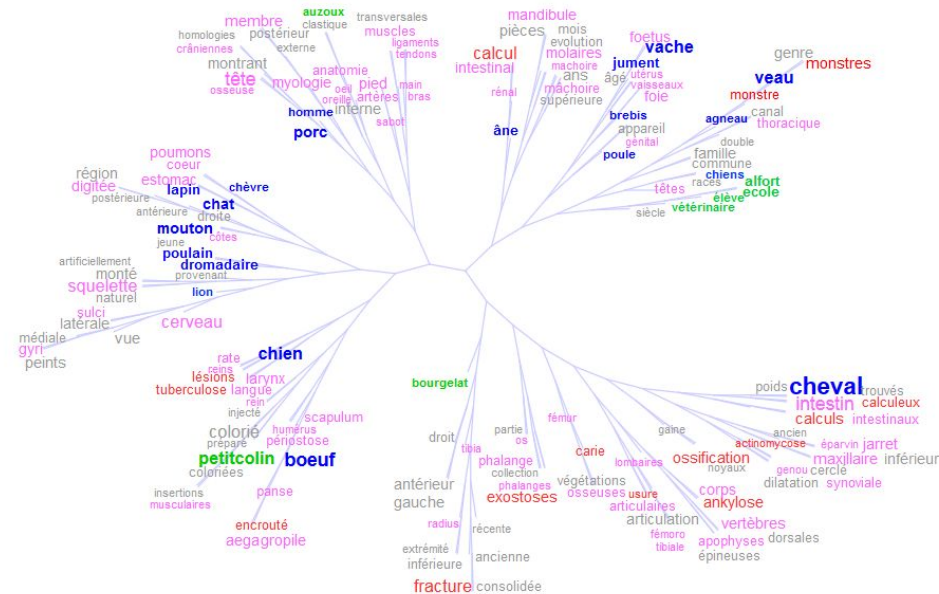 auzoux
clastique
transversales
membre
homologies
postérieur
muscles
crâniennes
externe
ligaments
tendons
montrant
tête
osseuse
anatomie
myologie
oeil
oreille
pied
artères
main
bras
interne
sabot
homme
porc
mandibule
pièces
mois
evolution
calcul
intestinal
molaires
machoire
ans
âgé
mâchoire
supérieure
rénal
âne
foetus
vache
jument
utérus
vaisseaux
foie
brebis
appareil
génital
poule
genre
monstres
veau
monstre
agneau
canal
thoracique
double
famille
commune
chiens
races
têtes
alfort
ecole
élève
vétérinaire
siècle
poumons
coeur
région
digitée
estomac
lapin
chèvre
postérieure
chat
antérieure
droite
mouton
côtes
jeune
poulain
dromadaire
artificiellement
monté
provenant
squelette
naturel
lion
sulci
latérale
cerveau
médiale
vue
gyri
peints
chien
rate
reins
lésions
larynx
tuberculose
langue
rein
injecté
scapulum
colorié
humérus
préparé
périostose
petitcolin
boeuf
coloriées
insertions
panse
musculaires
encrouté
aegagropile
bourgelat
droit
tibia
partie
os
phalange
collection
antérieur
phalanges
gauche
exostoses
radius
récente
extrémité
inférieure
ancienne
fracture
consolidée
fémur
carie
végétations
osseuses
lombaires
usure
articulaires
articulation
fémoro
tibiale
gaine
ossification
noyaux
corps
ankylose
vertèbres
apophyses
dorsales
épineuses
poids
cheval
trouvés
intestin
calculeux
calculs
intestinaux
ancien
actinomycose
éparvin
jarret
maxillaire
inférieur
genou
cercle
dilatation
synoviale